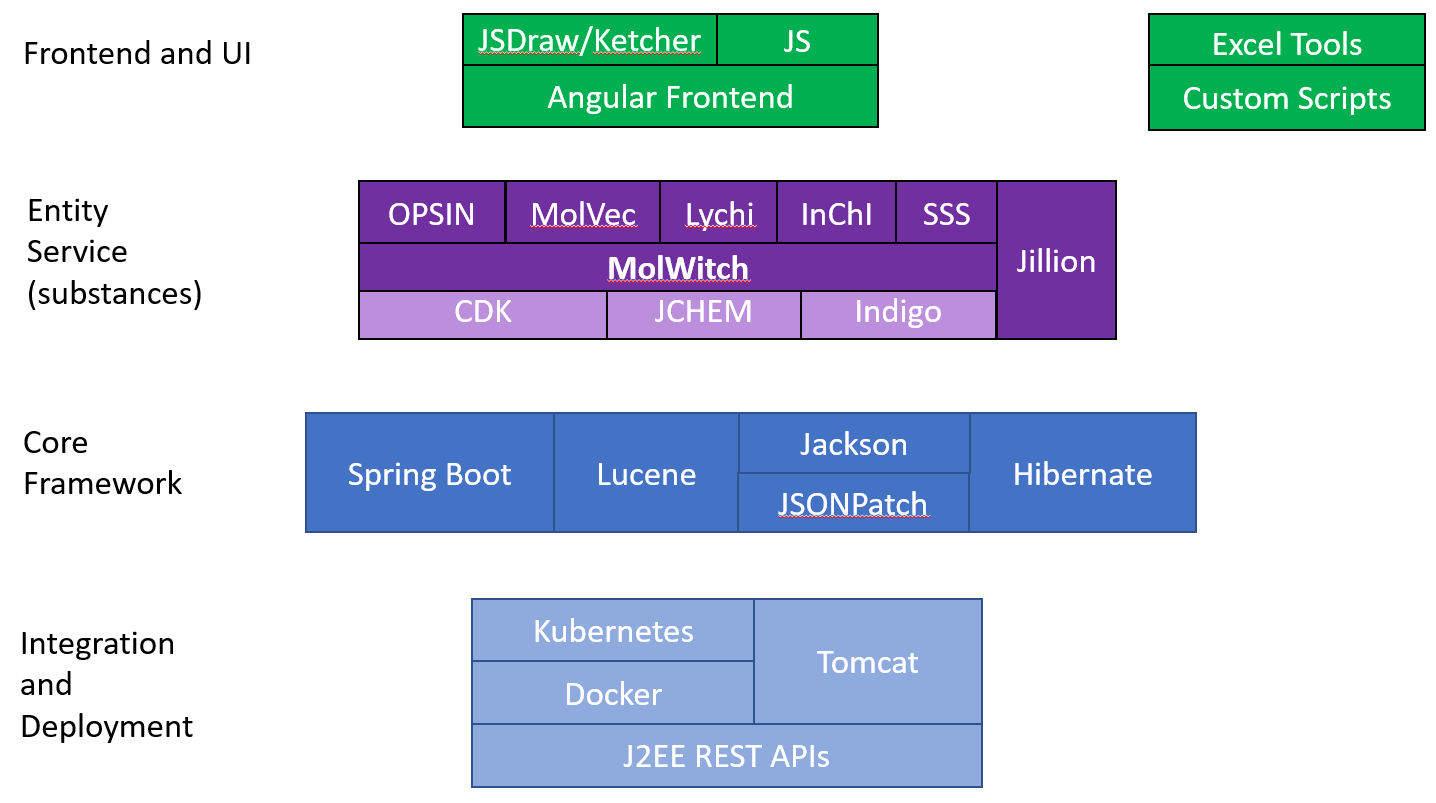 Frontend and UI
JSDraw/Ketcher
JS
Angular Frontend
Excel Tools
Custom Scripts
Entity
Service
(substances)
OPSIN
MolVec
Lychi
InChI
SSS
Jillion
MolWitch
CDK
JCHEM
Indigo
Core
Framework
Spring Boot
Lucene
Jackson
JSONPatch
Hibernate
Integration
and
Deployment
Kubernetes
Docker
Tomcat
J2EE REST APIs